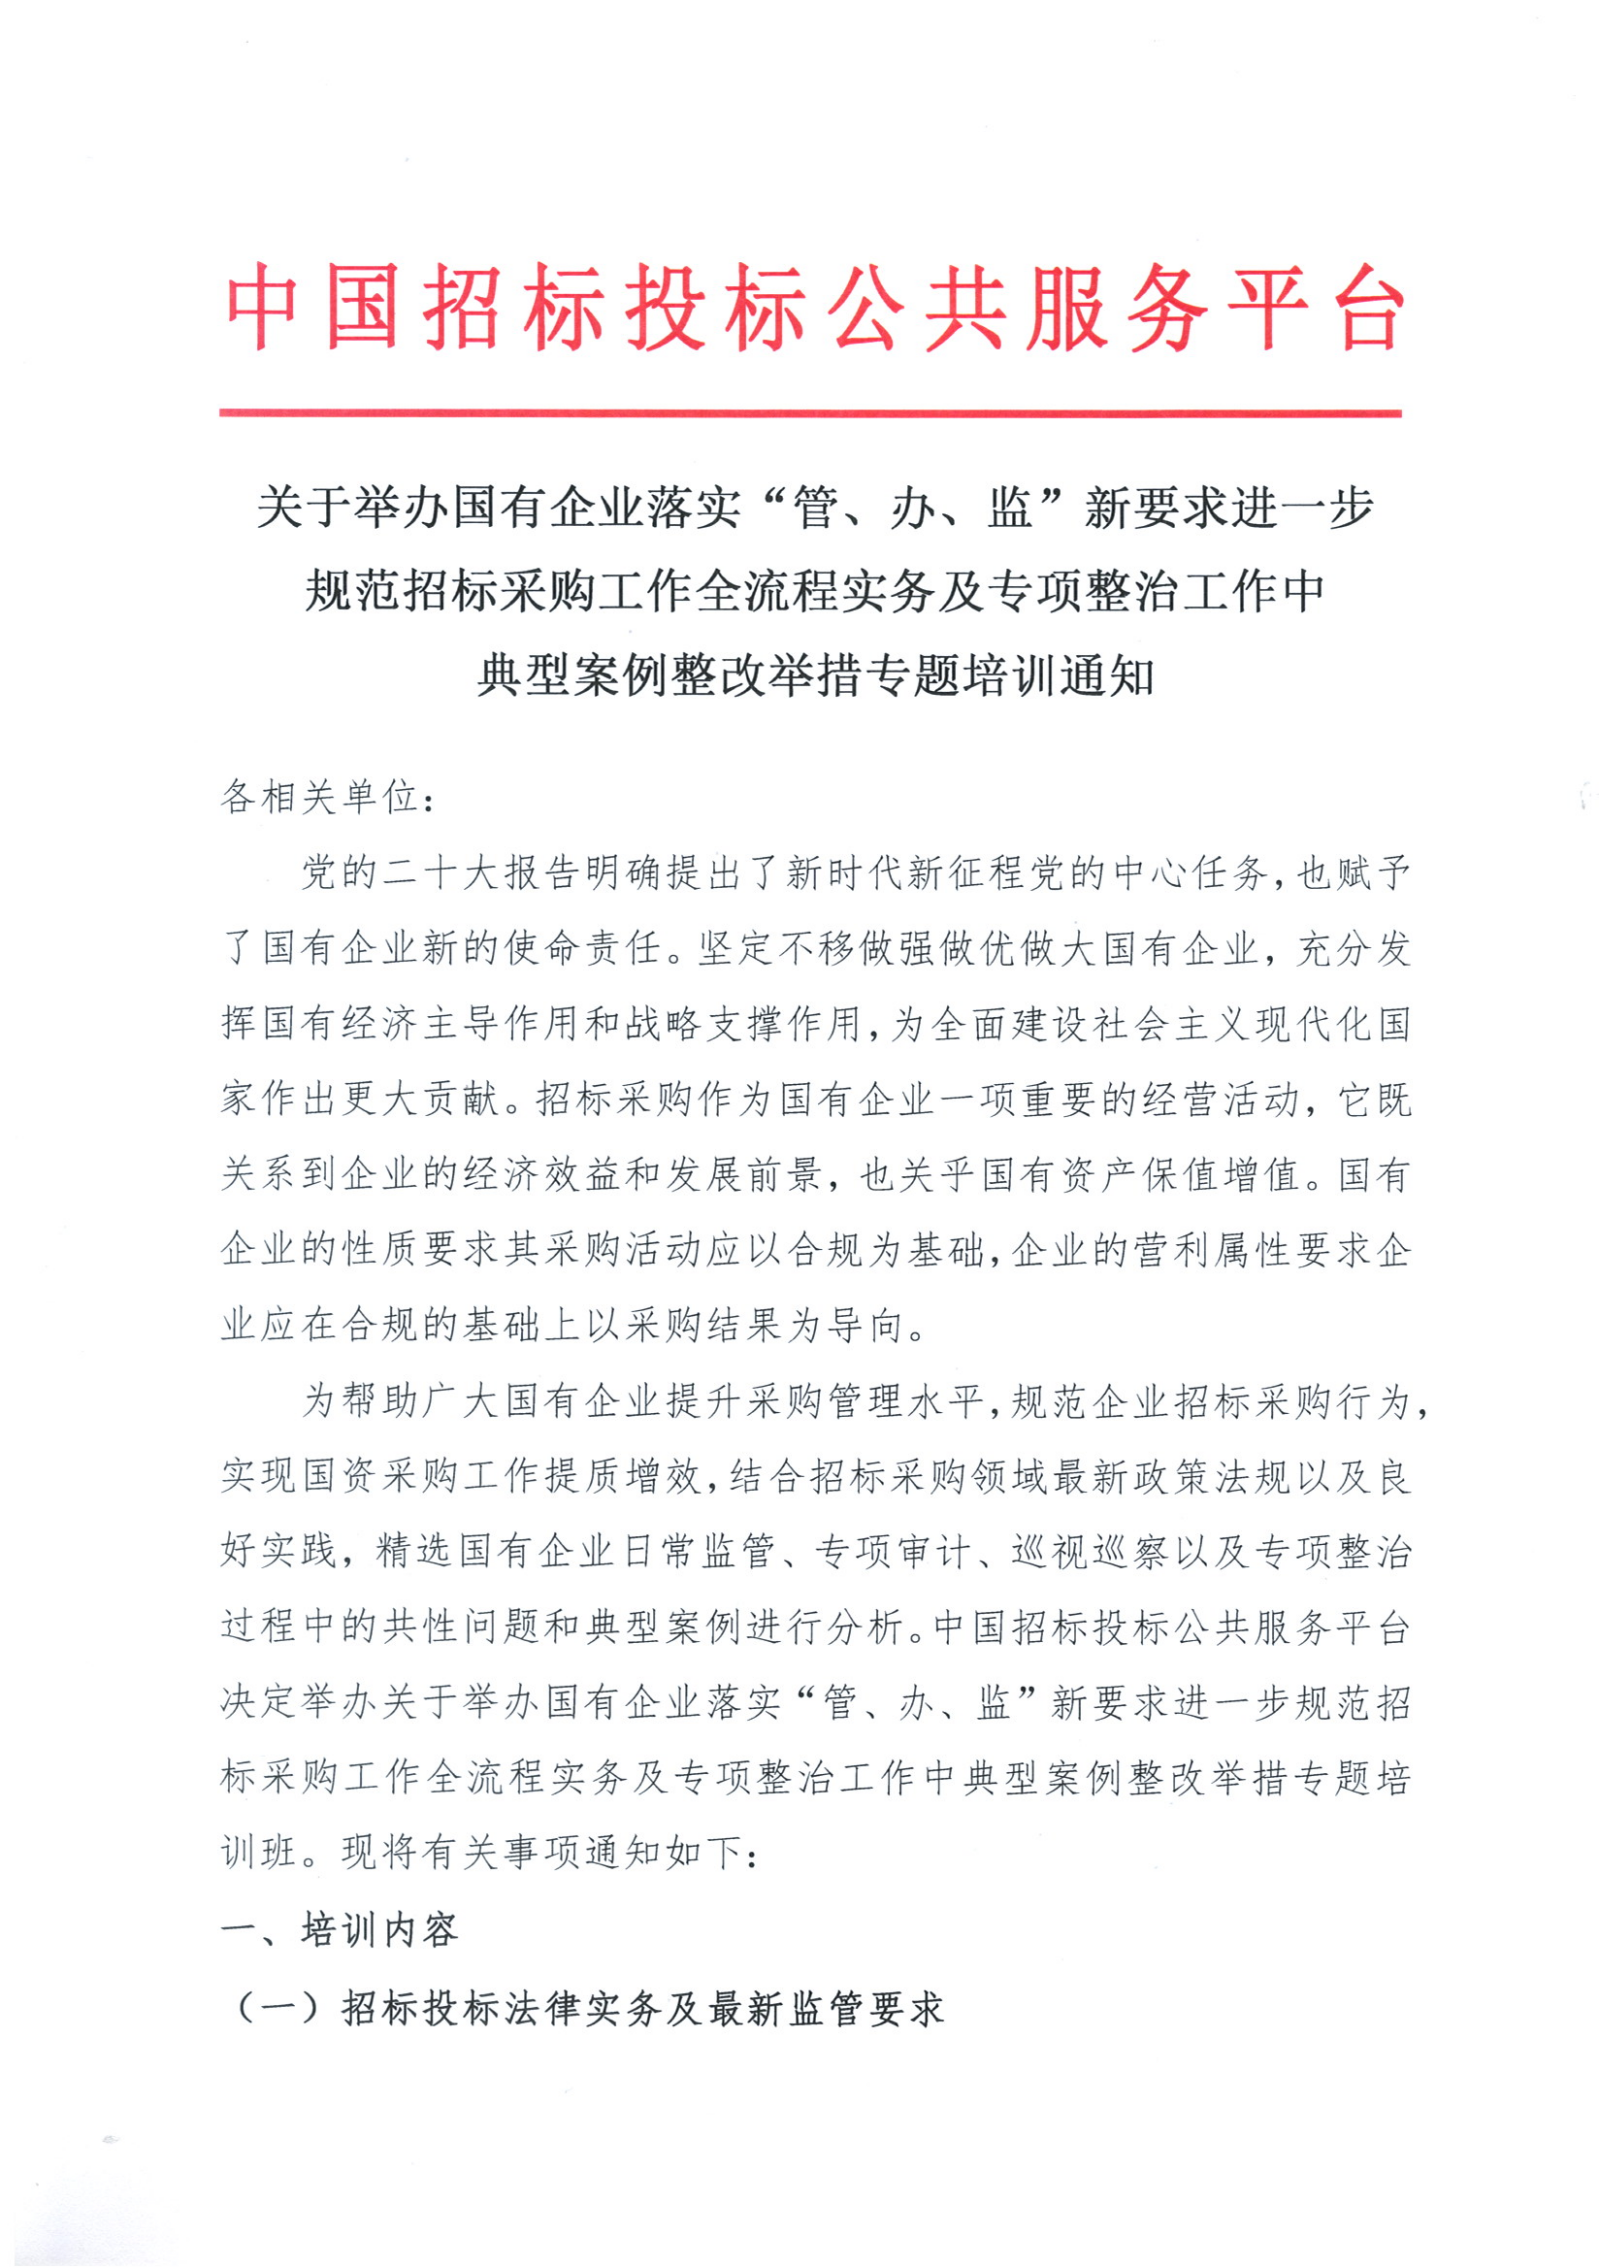 中国招标投标公共服务平台
关于举办国有企业落实“管、办、监”新要求进一步
规范招标采购工作全流程实务及专项整治工作中
典型案例整改举措专题培训通知
各相关单位：
党的二十大报告明确提出了新时代新征程党的中心任务，也赋予
了国有企业新的使命责任。坚定不移做强做优做大国有企业，充分发
挥国有经济主导作用和战略支撑作用，为全面建设社会主义现代化国
家作出更大贡献。招标采购作为国有企业一项重要的经营活动，它既
关系到企业的经济效益和发展前景，也关乎国有资产保值增值。国有
企业的性质要求其采购活动应以合规为基础，企业的营利属性要求企
业应在合规的基础上以采购结果为导向。
为帮助广大国有企业提升采购管理水平，规范企业招标采购行为，
实现国资采购工作提质增效，结合招标采购领域最新政策法规以及良
好实践，精选国有企业日常监管、专项审计、巡视巡察以及专项整治
过程中的共性问题和典型案例进行分析。中国招标投标公共服务平台
决定举办关于举办国有企业落实“管、办、监”新要求进一步规范招
标采购工作全流程实务及专项整治工作中典型案例整改举措专题培
训班。现将有关事项通知如下：
一、培训内容
（一）招标投标法律实务及最新监管要求